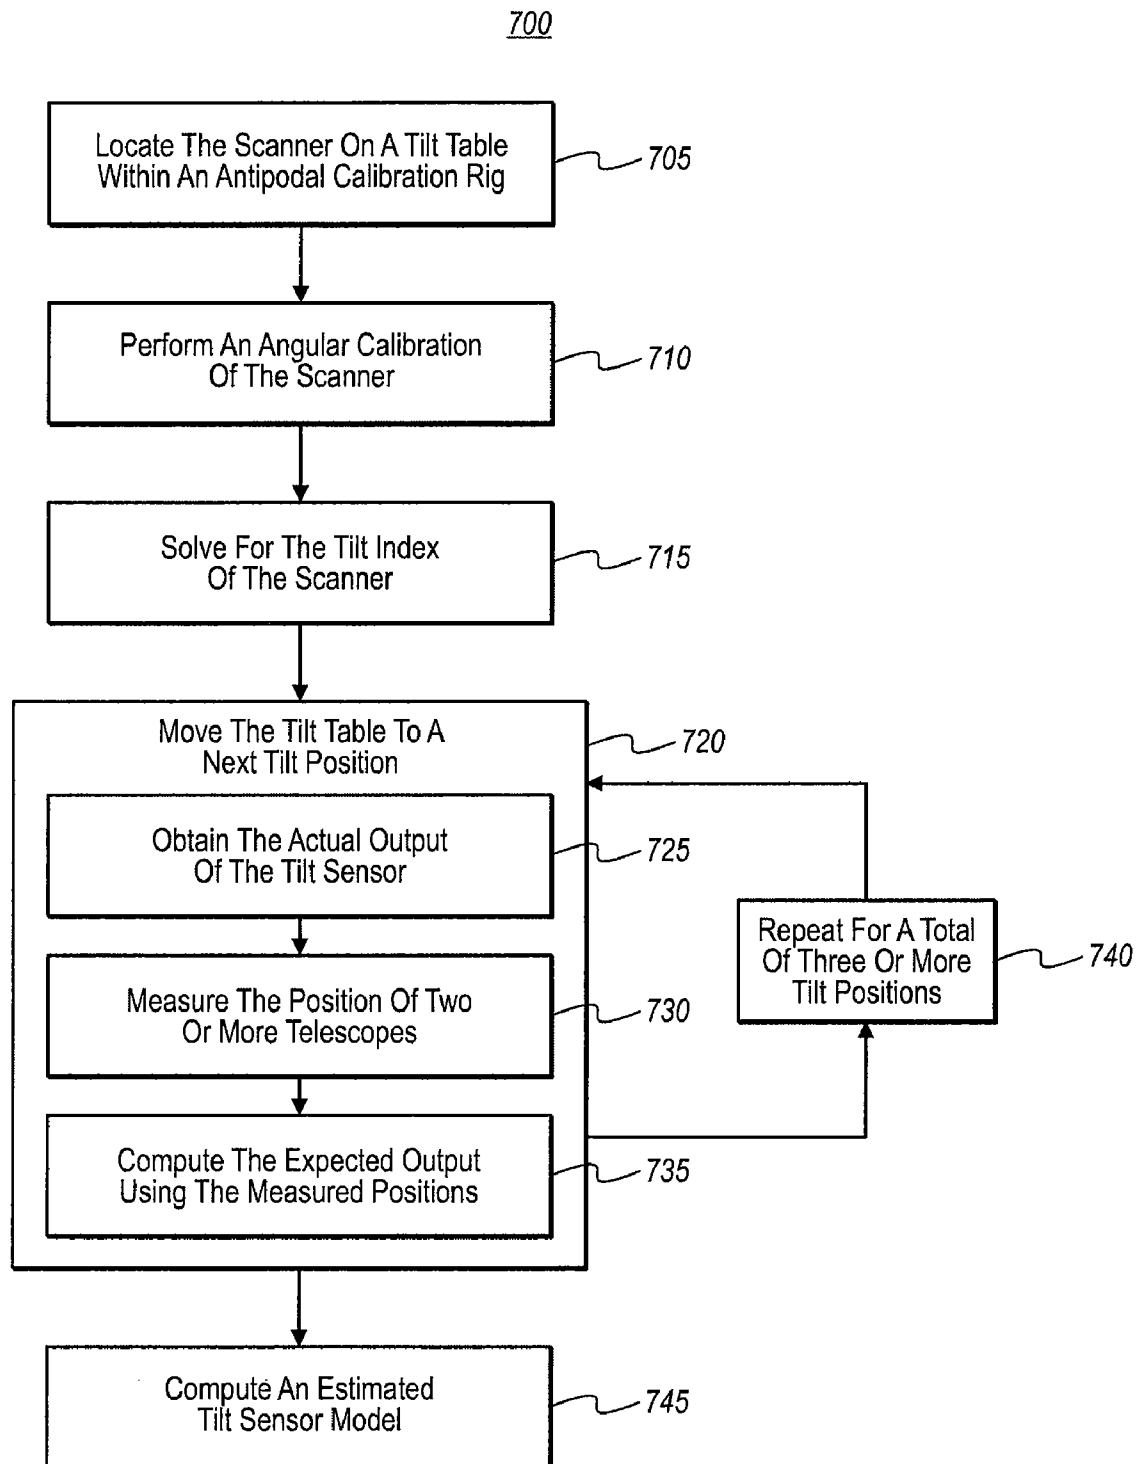 700
Locate The Scanner On A Tilt Table
Within An Antipodal Calibration Rig
705
Perform An Angular Calibration
Of The Scanner
710
Solve For The Tilt Index
Of The Scanner
715
Move The Tilt Table To A
Next Tilt Position
720
Obtain The Actual Output
Of The Tilt Sensor
725
Measure The Position Of Two
Or More Telescopes
730
Compute The Expected Output
Using The Measured Positions
735
Repeat For A Total
Of Three Or More
Tilt Positions
740
Compute An Estimated
Tilt Sensor Model
745